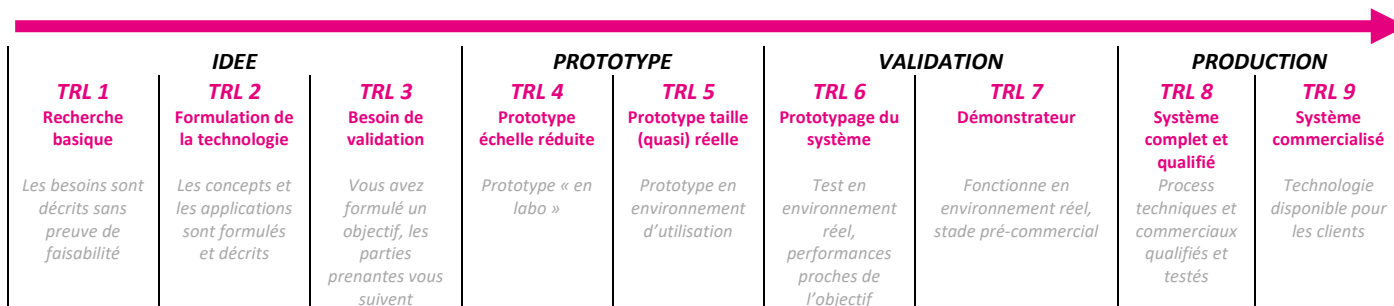 IDEE
PROTOTYPE
VALIDATION
PRODUCTION
TRL 1
Recherche
basique
Les besoins sont
décrits sans
preuve de
faisabilité
TRL 2
Formulation de
la technologie
Les concepts et
les applications
sont formulés
et décrits
TRL 3
Besoin de
validation
Vous avez
formulé un
objectif, les
parties
prenantes vous
suivent
TRL 4
Prototype
échelle réduite
Prototype « en
labo »
TRL 5
Prototype taille
(quasi) réelle
Prototype en
environnement
d’utilisation
TRL 6
Prototypage du
système
Test en
environnement
réel,
performances
proches de
l’objectif
TRL 7
Démonstrateur
Fonctionne en
environnement réel,
stade pré-commercial
TRL 8
Système
complet et
qualifié
Process
techniques et
commerciaux
qualifiés et
testés
TRL 9
Système
commercialisé
Technologie
disponible pour
les clients